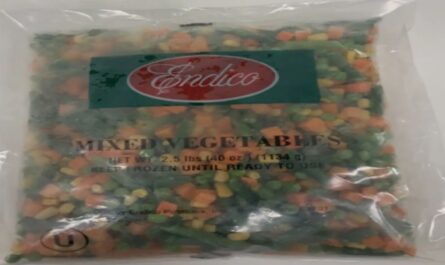 Endico
MIXED VEGETABLES
NET WT. 2.5 lbs (40 oz.) (1134 g)
KEEP FROZEN UNTIL READY TO USE
U